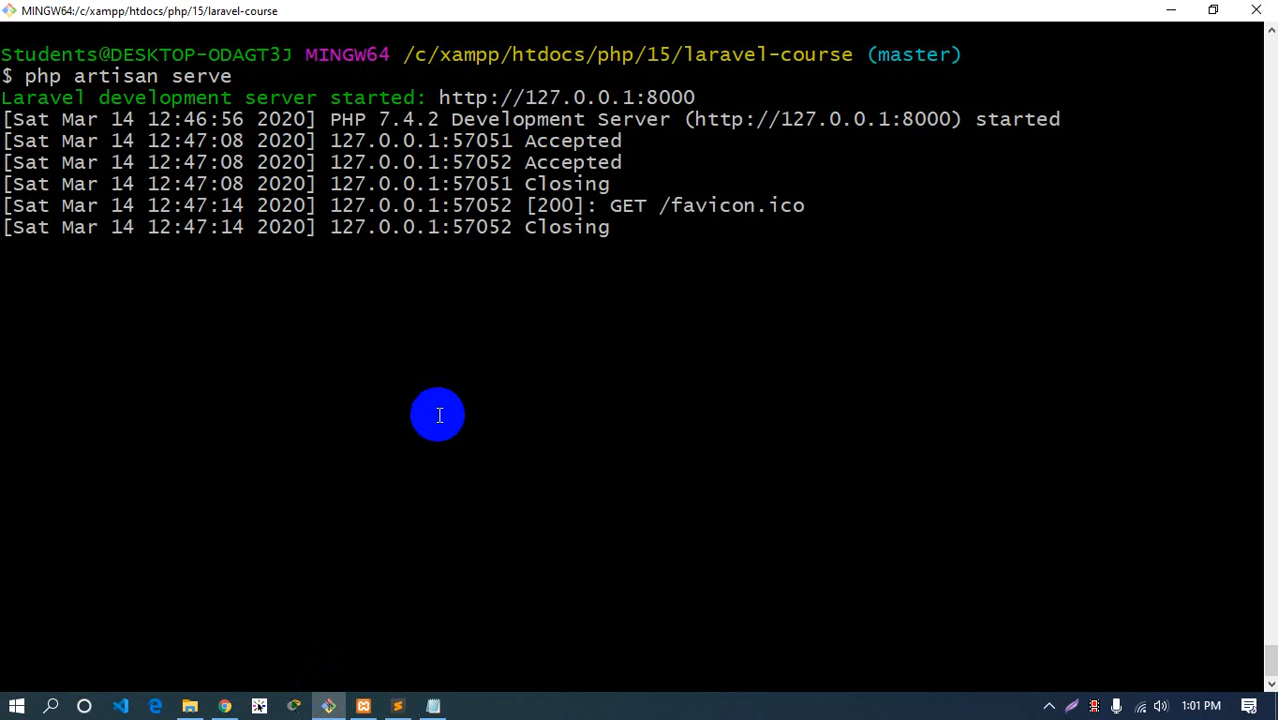 MINGW64:/c/xampp/htdocs/php/15/laravel-course
Students@DESKTOP-ODAGT3J MINGW64 /c/xampp/htdocs/php/15/laravel-course (master)
$ php artisan serve
Laravel development server started: http://127.0.0.1:8000
[Sat Mar 14 12:46:56 2020] PHP 7.4.2 Development Server (http://127.0.0.1:8000) started
[Sat Mar 14 12:47:08 2020] 127.0.0.1:57051 Accepted
[Sat Mar 14 12:47:08 2020] 127.0.0.1:57052 Accepted
[Sat Mar 14 12:47:08 2020] 127.0.0.1:57051 Closing
[Sat Mar 14 12:47:14 2020] 127.0.0.1:57052 [200]: GET /favicon.ico
[Sat Mar 14 12:47:14 2020] 127.0.0.1:57052 Closing
1:01 PM